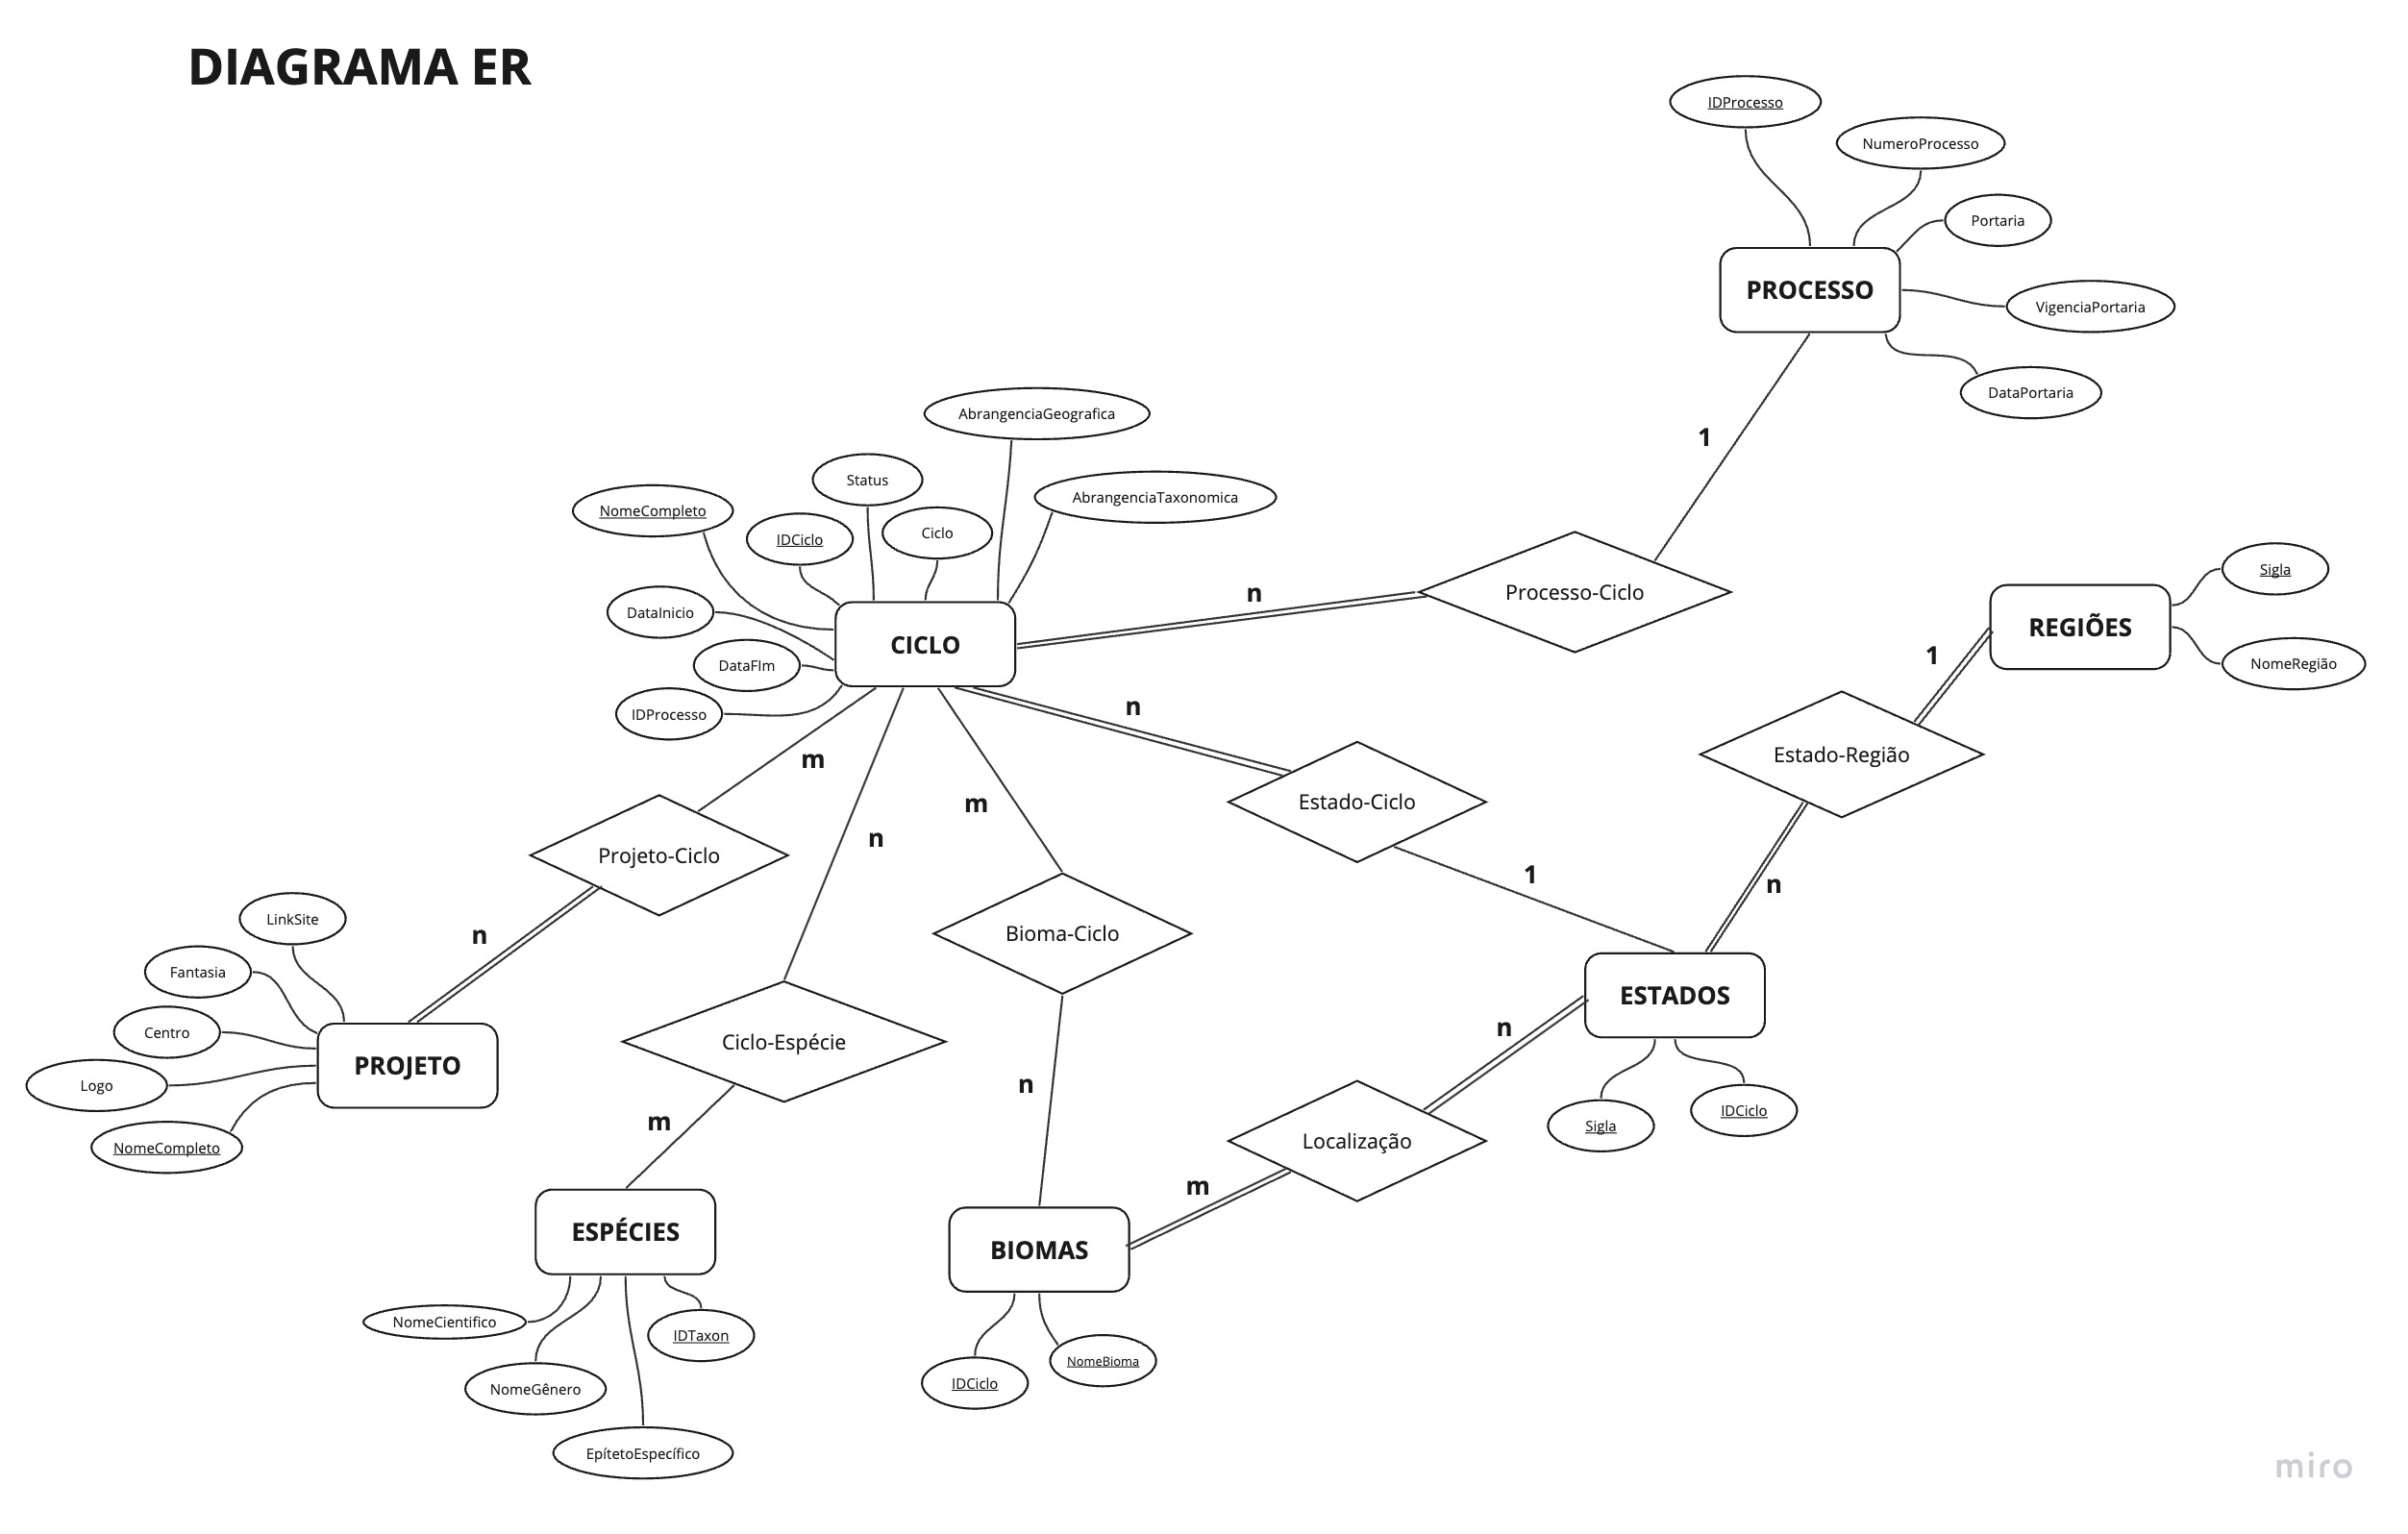 DIAGRAMA ER
IDProcesso
NumeroProcesso
Portaria
VigenciaPortaria
DataPortaria
PROCESSO
1
Processo-Ciclo
n
AbrangenciaGeografica
AbrangenciaTaxonomica
Status
Ciclo
NomeCompleto
IDCiclo
DataInicio
DataFIm
IDProcesso
CICLO
Sigla
NomeRegião
REGIÕES
1
Estado-Região
n
n
Estado-Ciclo
1
m
Projeto-Ciclo
n
n
Ciclo-Espécie
m
m
Bioma-Ciclo
n
LinkSite
Fantasia
Centro
Logo
NomeCompleto
PROJETO
ESTADOS
Sigla
IDCiclo
n
Localização
m
ESPÉCIES
NomeCientifico
NomeGênero
EpítetoEspecífico
IDTaxon
BIOMAS
IDCiclo
NomeBioma
miro